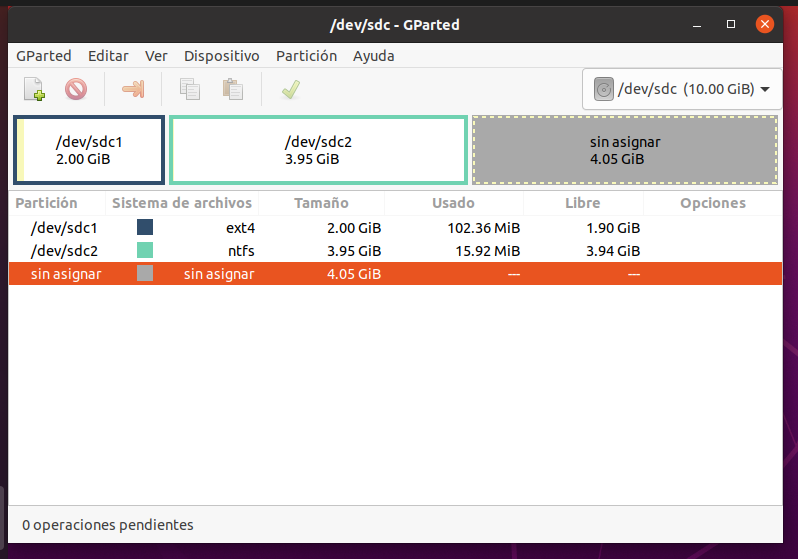 /dev/sdc - GParted
GParted Editar Ver Dispositivo Partición Ayuda
/dev/sdc (10.00 GiB)
/dev/sdc1
2.00 GiB
/dev/sdc2
3.95 GiB
sin asignar
4.05 GiB
Partición Sistema de archivos Tamaño Usado Libre Opciones
/dev/sdc1 ext4 2.00 GiB 102.36 MiB 1.90 GiB
/dev/sdc2 ntfs 3.95 GiB 15.92 MiB 3.94 GiB
sin asignar sin asignar 4.05 GiB --- ---
0 operaciones pendientes